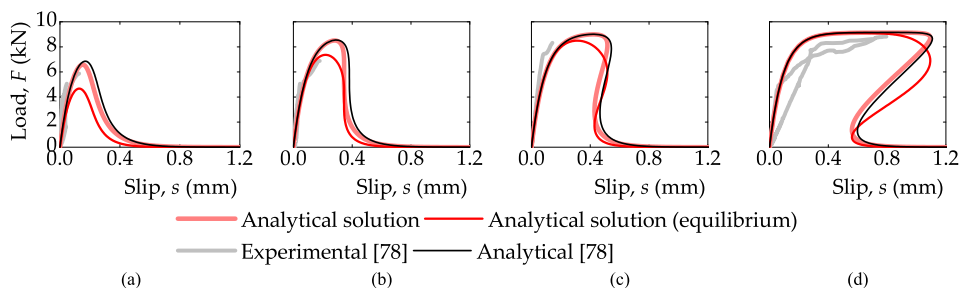 Load, F (kN)
10
8
6
4
2
0
0.0 0.4 0.8 1.2
0.0 0.4 0.8 1.2
0.0 0.4 0.8 1.2
0.0 0.4 0.8 1.2
Slip, s (mm) Slip, s (mm) Slip, s (mm) Slip, s (mm)
Analytical solution Analytical solution (equilibrium)
Experimental [78] Analytical [78]
(a) (b) (c) (d)